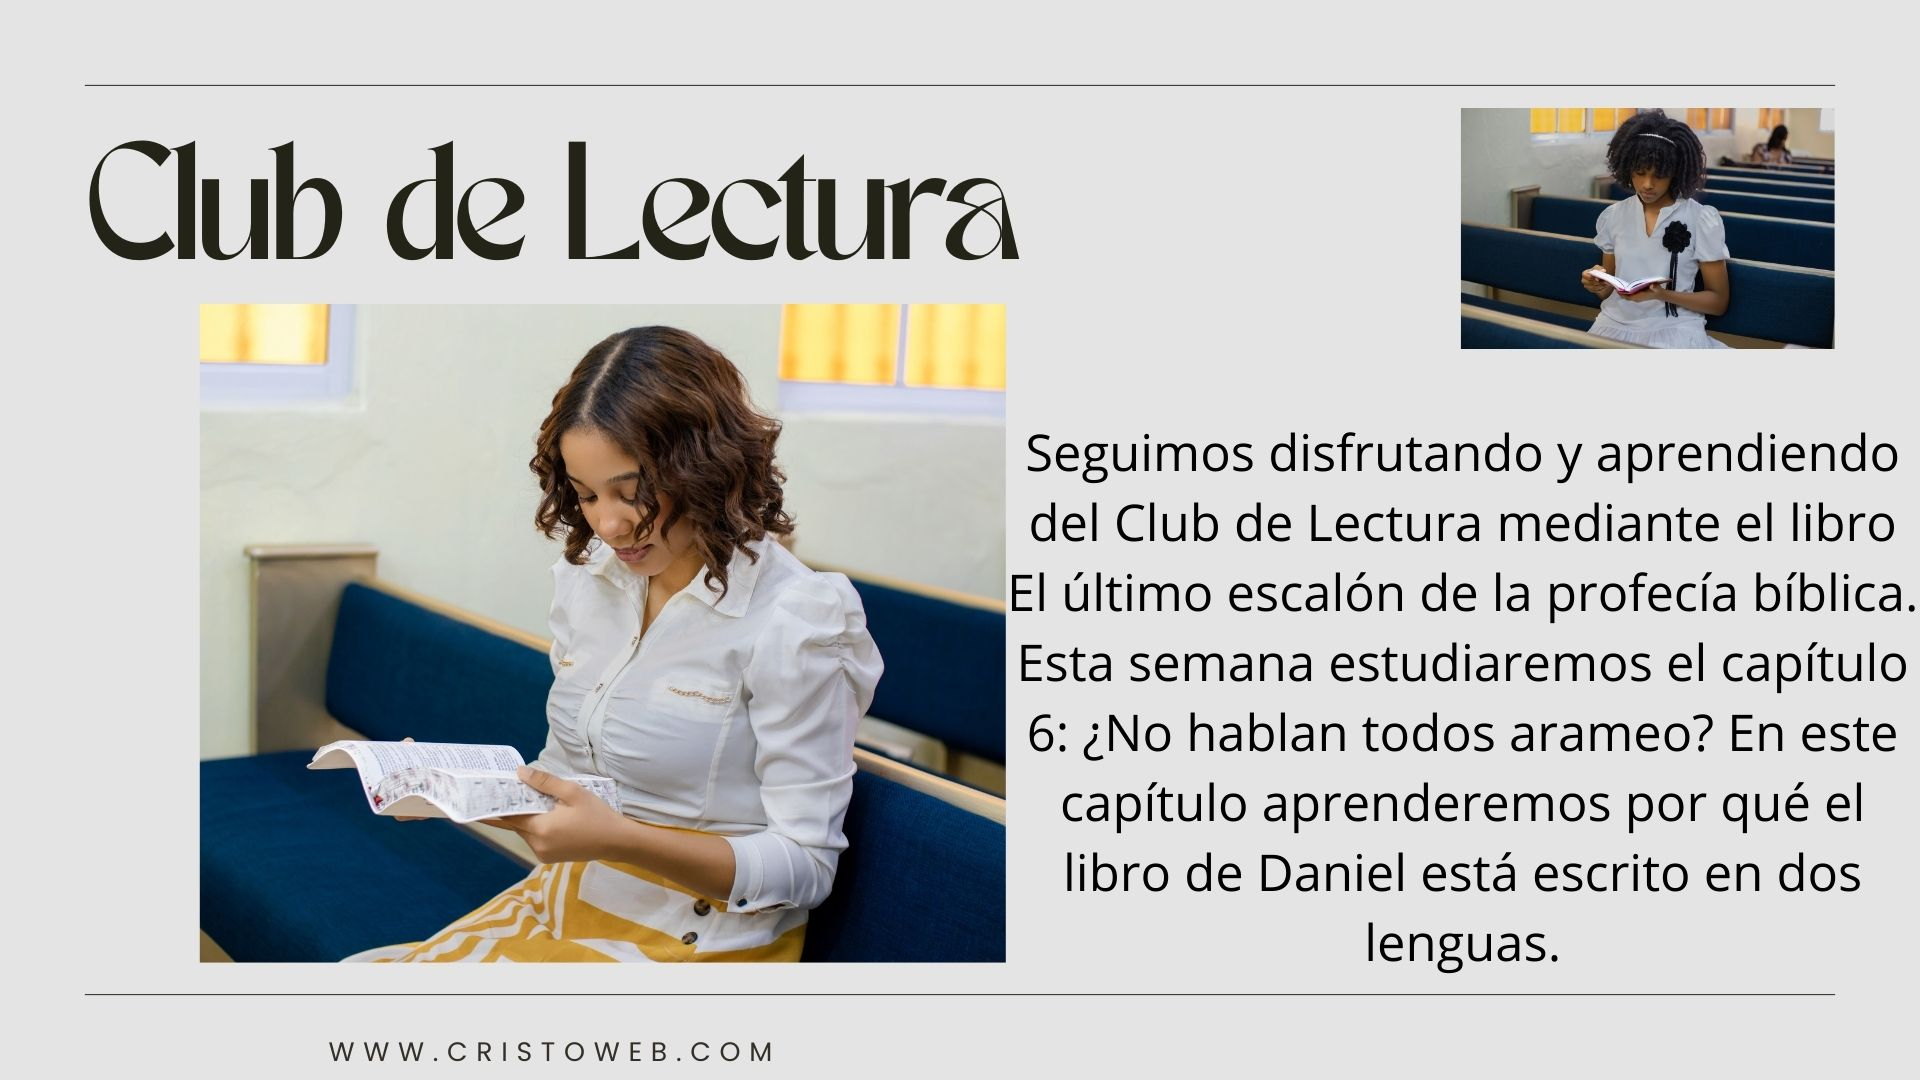 Club de Lectura
Seguimos disfrutando y aprendiendo
del Club de Lectura mediante el libro
El último escalón de la profecía bíblica.
Esta semana estudiaremos el capítulo
6: ¿No hablan todos arameo? En este
capítulo aprenderemos por qué el
libro de Daniel está escrito en dos
lenguas.
WWW.CRISTOWEB.COM